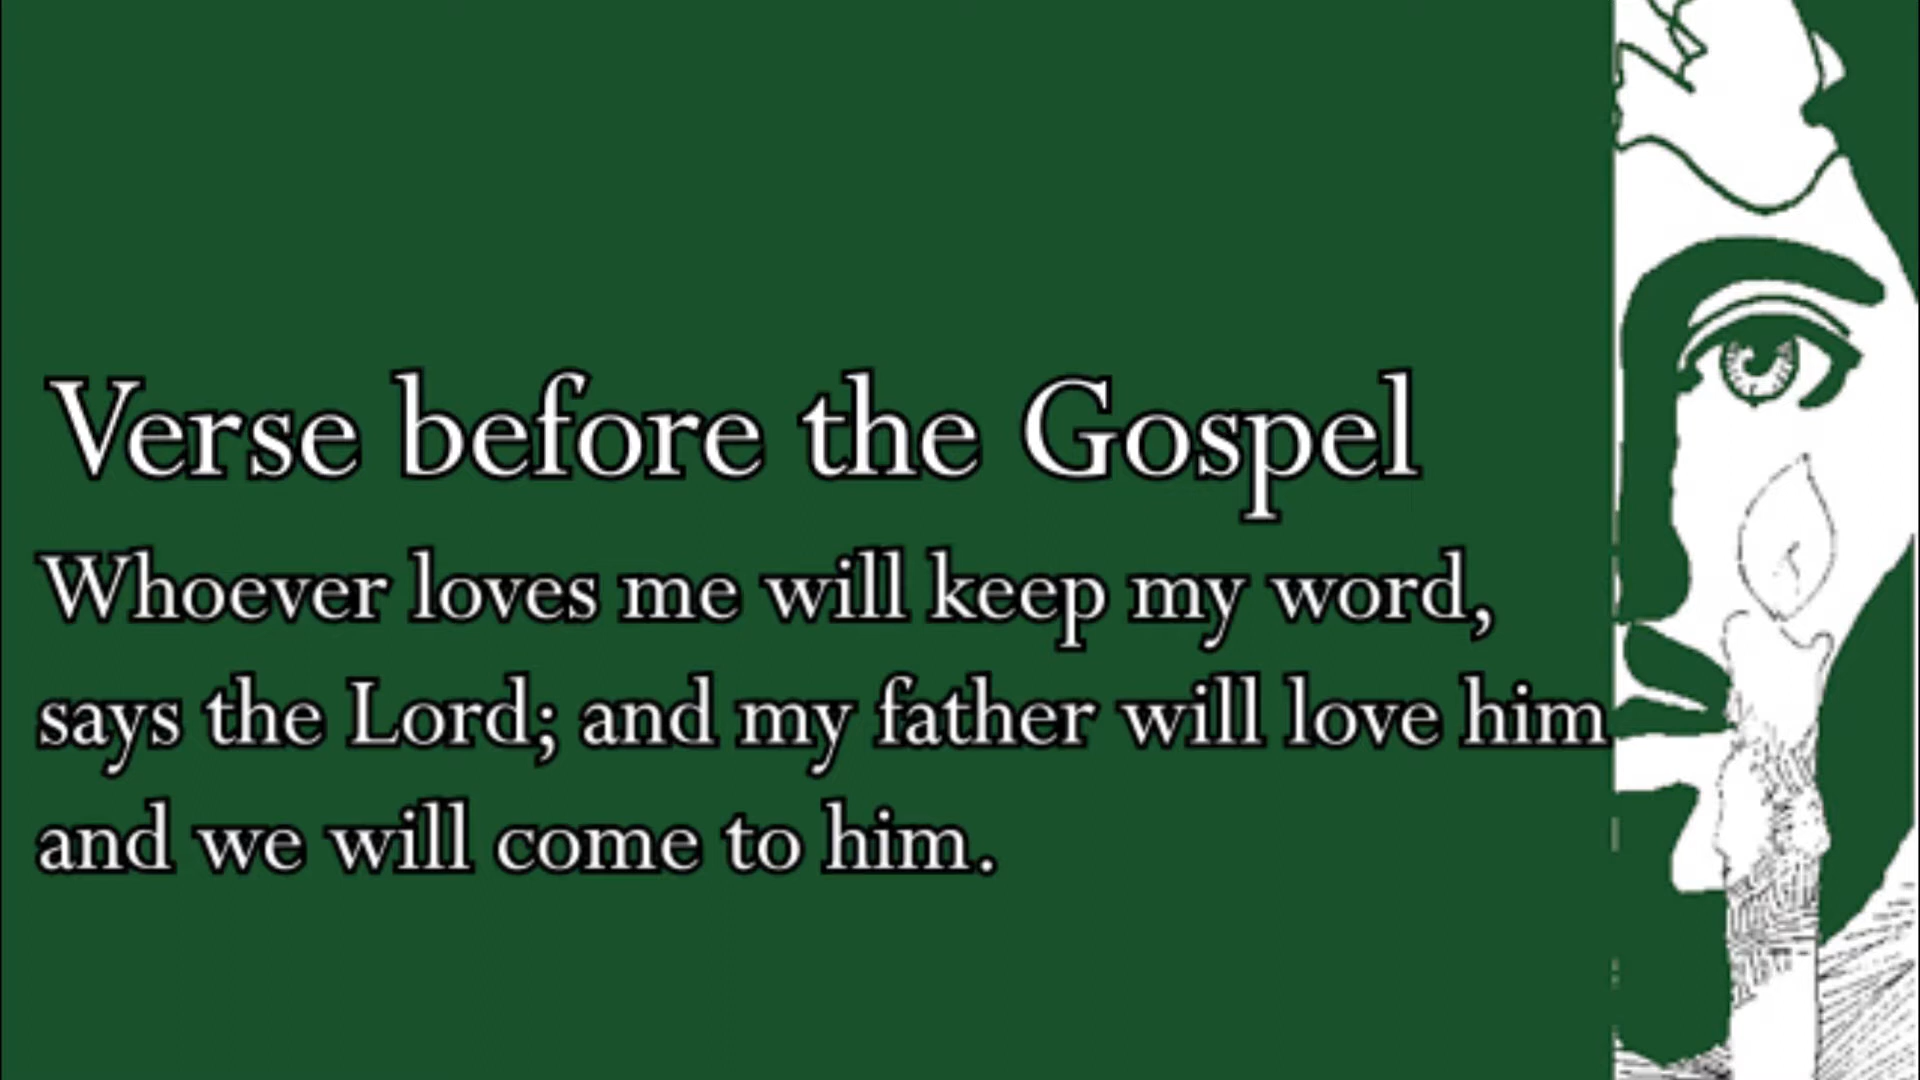 Verse before the Gospel
Whoever loves me will keep my word,
says the Lord; and my father will love him
and we will come to him.